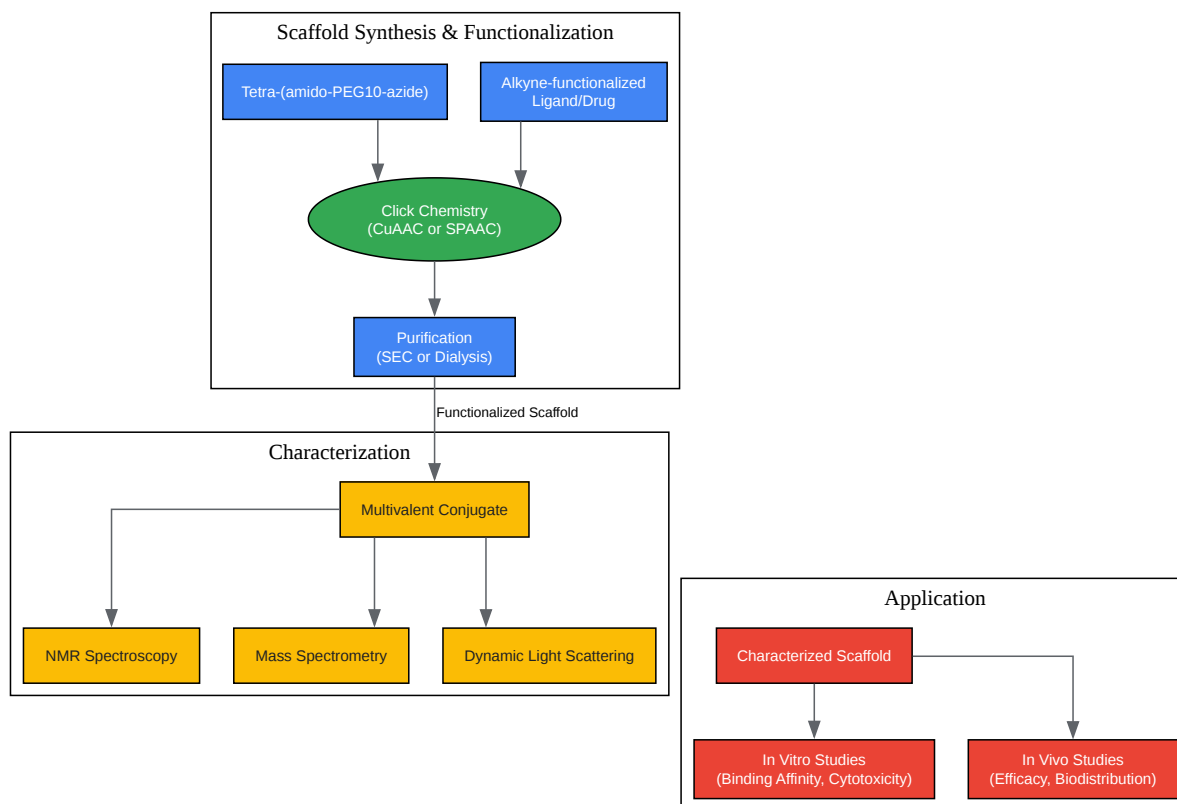 Scaffold Synthesis & Functionalization
Tetra-(amido-PEG10-azide)
Alkyne-functionalized
Ligand/Drug
Click Chemistry
(CuAAC or SPAAC)
Purification
(SEC or Dialysis)
Functionalized Scaffold
Characterization
Multivalent Conjugate
NMR Spectroscopy
Mass Spectrometry
Dynamic Light Scattering
Application
Characterized Scaffold
In Vitro Studies
(Binding Affinity, Cytotoxicity)
In Vivo Studies
(Efficacy, Biodistribution)